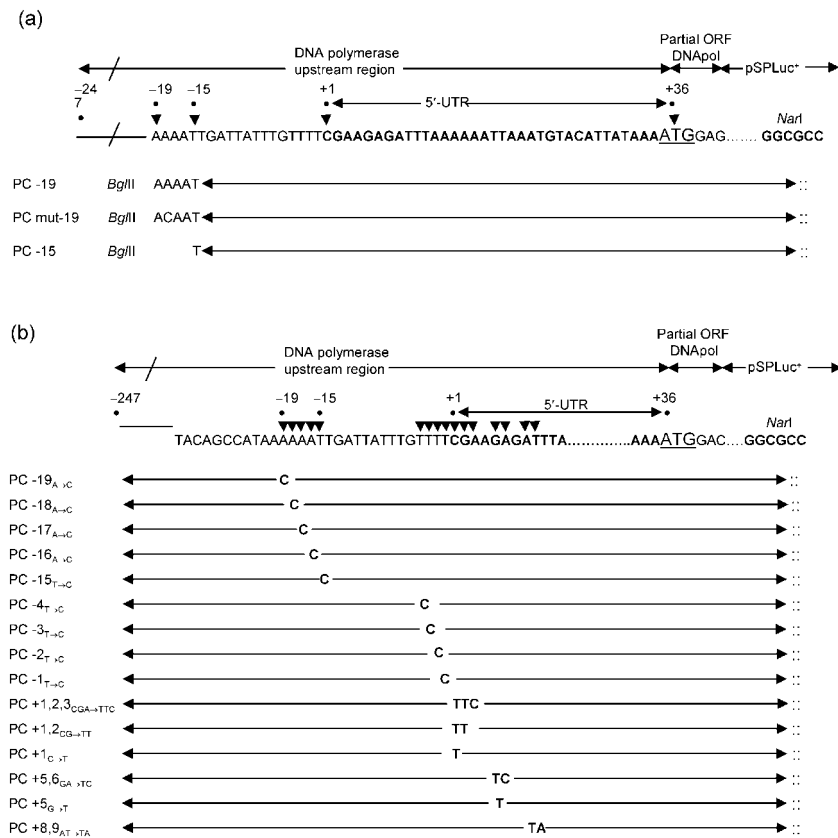 (a)
DNA polymerase
upstream region
Partial ORF
DNApol
pSPLuc⁺
−24
7
−19
−15
+1
5′-UTR
+36
NarI
AAAATTGATTATTTGTTTTCGAAGAGATTTAAAAAATTAAATGTACATTATAAAATGGAG....... GGCGCC
PC -19 BglII AAAAT ::
PC mut-19 BglII ACAAT ::
PC -15 BglII T ::
(b)
DNA polymerase
upstream region
Partial ORF
DNApol
pSPLuc⁺
−247
−19
−15
+1
5′-UTR
+36
NarI
TACAGCCATAAAAAAATTGATTATTTGTTTTCGAAGAGATTTA..............AAAATGGAC....GGCGCC
PC -19A→C C ::
PC -18A→C C ::
PC -17A→C C ::
PC -16A→C C ::
PC -15T→C C ::
PC -4T→C C ::
PC -3T→C C ::
PC -2T→C C ::
PC -1T→C C ::
PC +1,2,3CGA→TTC TTC ::
PC +1,2CG→TT TT ::
PC +1C→T T ::
PC +5,6GA→TC TC ::
PC +5G→T T ::
PC +8,9AT→TA TA ::